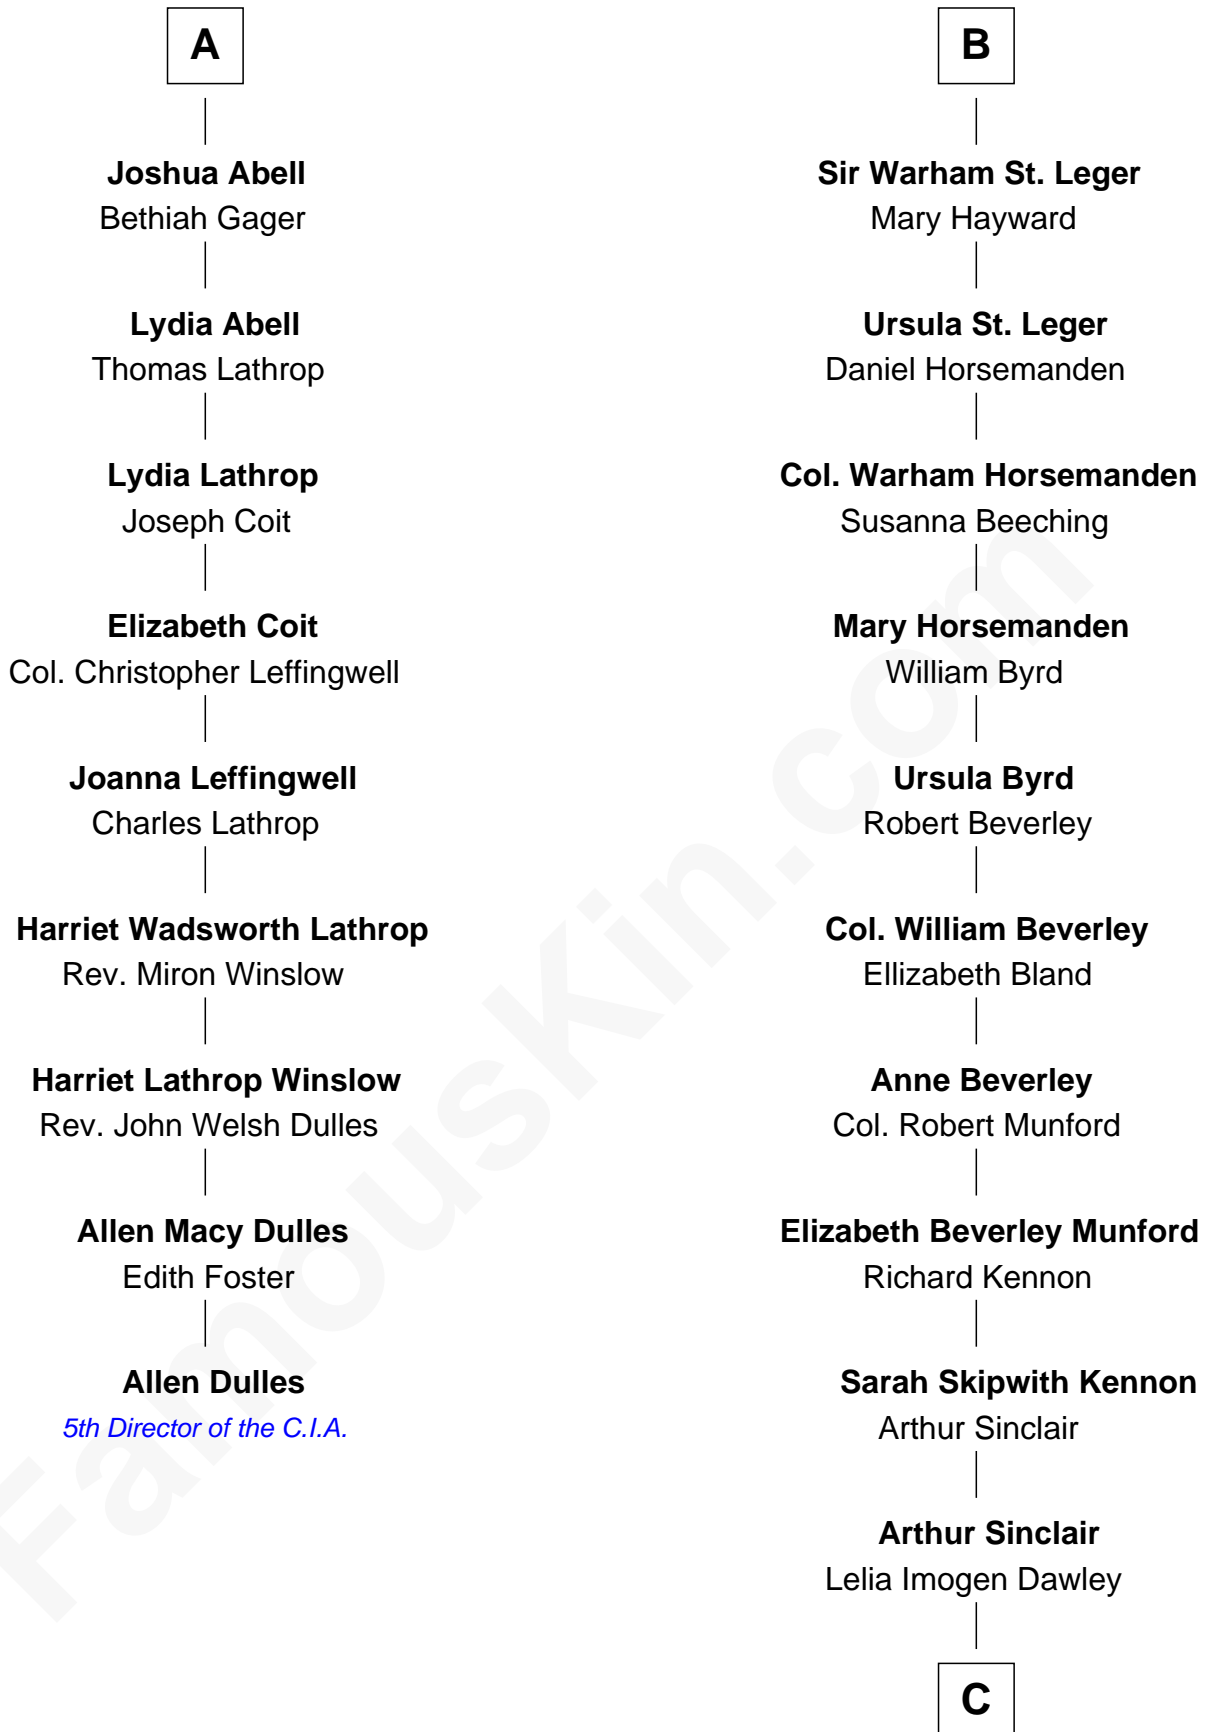 A
Joshua Abell
Bethiah Gager
Lydia Abell
Thomas Lathrop
Lydia Lathrop
Joseph Coit
Elizabeth Coit
Col. Christopher Leffingwell
Joanna Leffingwell
Charles Lathrop
Harriet Wadsworth Lathrop
Rev. Miron Winslow
Harriet Lathrop Winslow
Rev. John Welsh Dulles
Allen Macy Dulles
Edith Foster
Allen Dulles
5th Director of the C.I.A.
B
Sir Warham St. Leger
Mary Hayward
Ursula St. Leger
Daniel Horsemanden
Col. Warham Horsemanden
Susanna Beeching
Mary Horsemanden
William Byrd
Ursula Byrd
Robert Beverley
Col. William Beverley
Ellizabeth Bland
Anne Beverley
Col. Robert Munford
Elizabeth Beverley Munford
Richard Kennon
Sarah Skipwith Kennon
Arthur Sinclair
Arthur Sinclair
Lelia Imogen Dawley
C
FamousKin.com